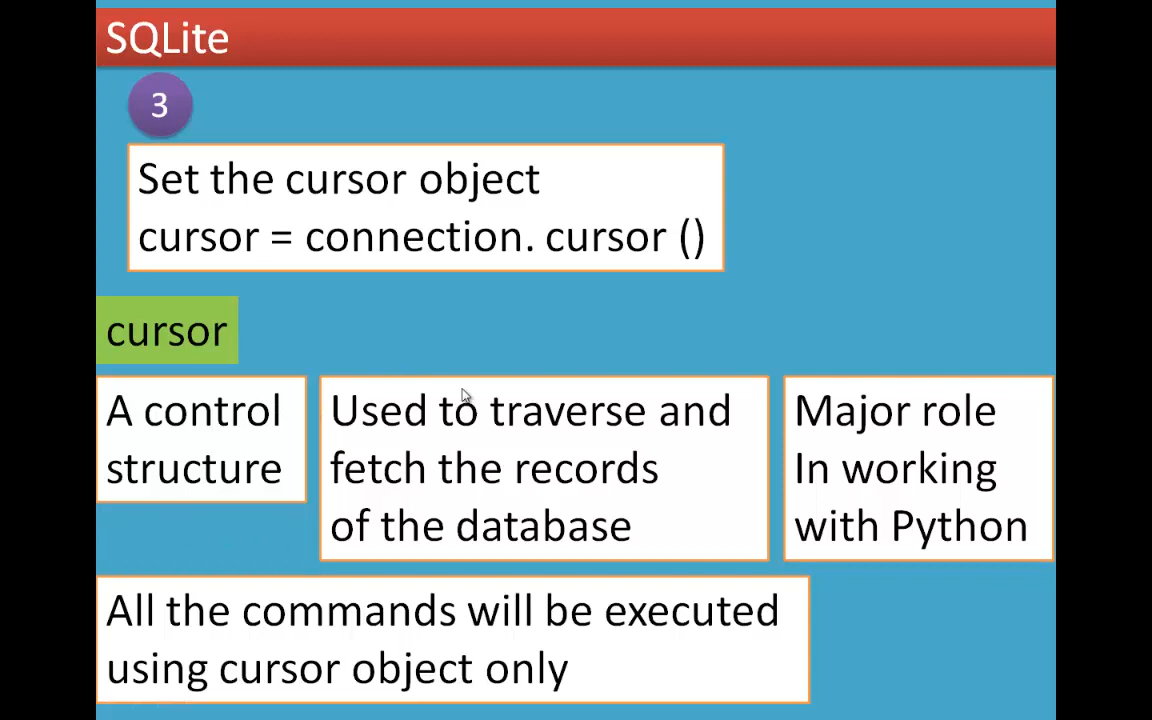 SQLite
3
Set the cursor object
cursor = connection. cursor ()
cursor
A control
structure
Used to traverse and
fetch the records
of the database
Major role
In working
with Python
All the commands will be executed
using cursor object only